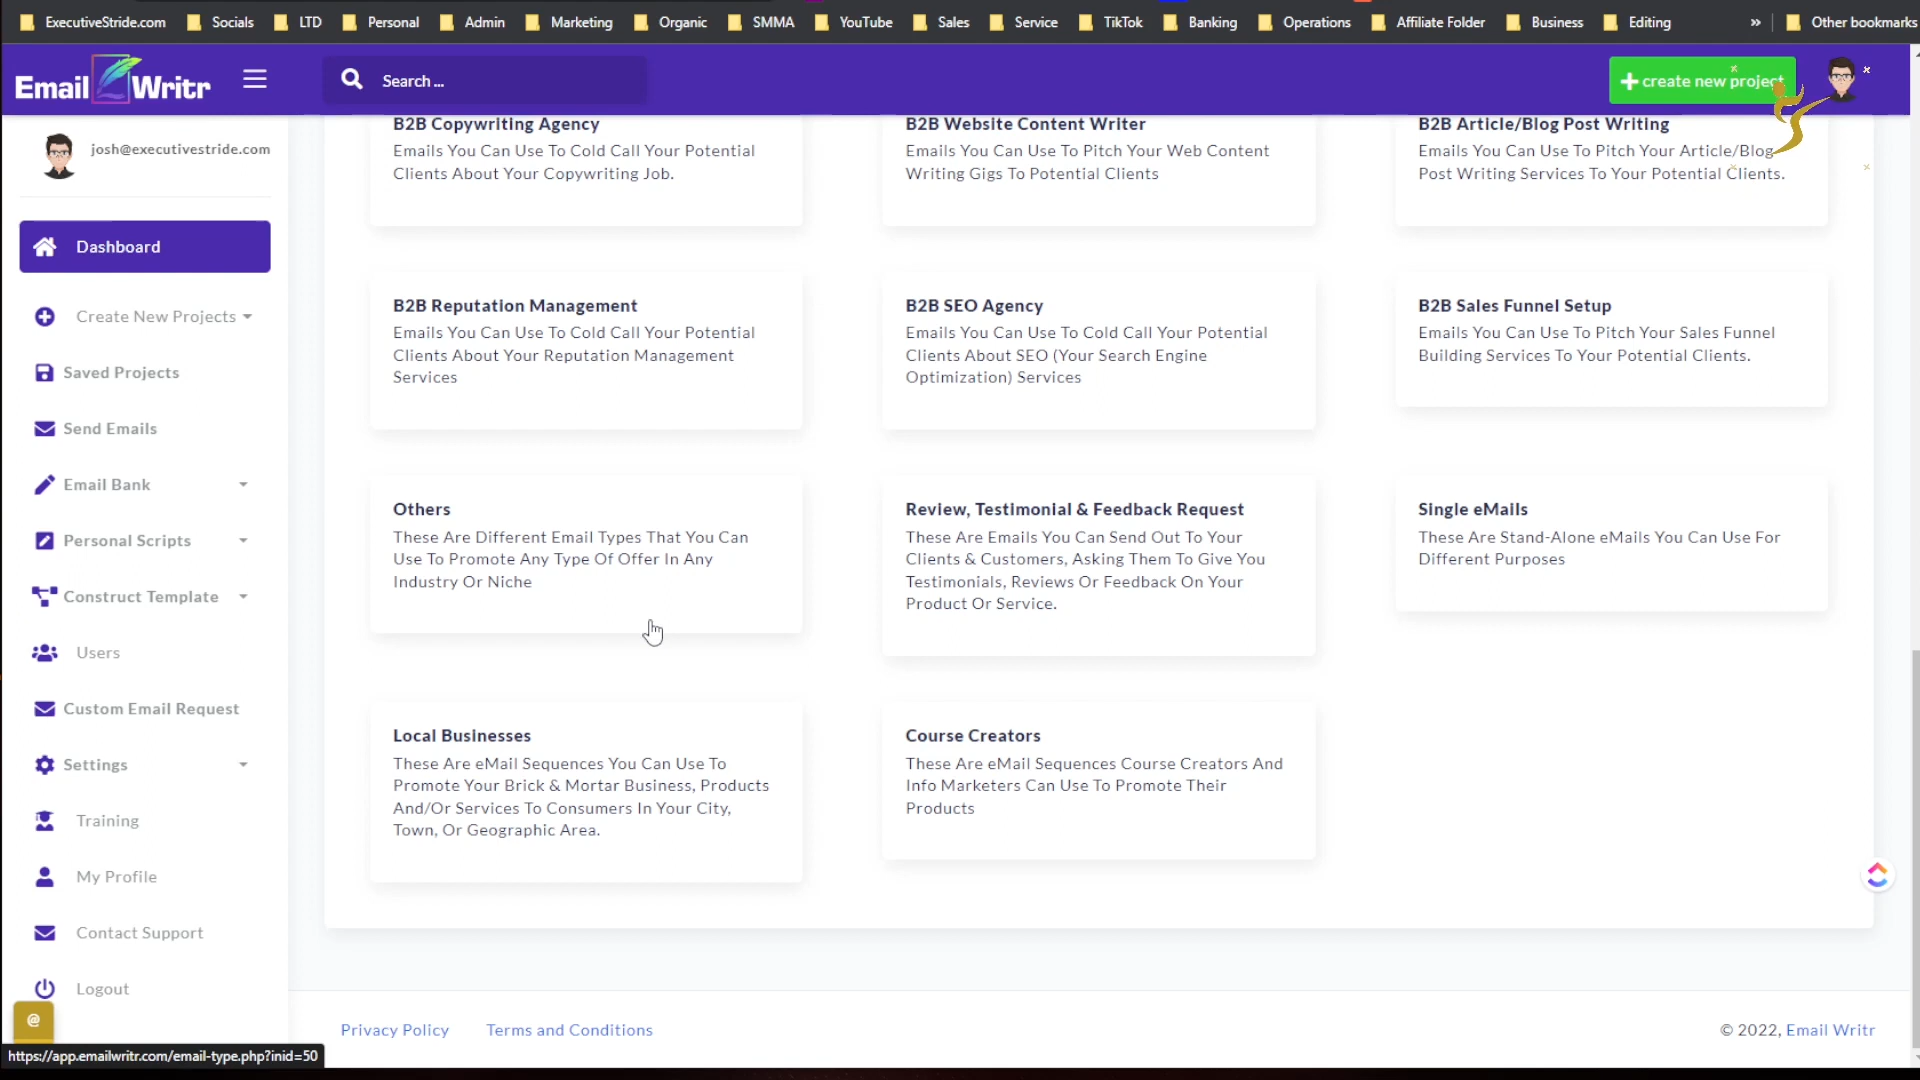 ExecutiveStride.com Socials LTD Personal Admin Marketing Organic SMMA YouTube Sales Service TikTok Banking Operations Affiliate Folder Business Editing » Other bookmarks
Email Writr
Search ...
+ create new project
josh@executivestride.com
Dashboard
Create New Projects
Saved Projects
Send Emails
Email Bank
Personal Scripts
Construct Template
Users
Custom Email Request
Settings
Training
My Profile
Contact Support
Logout
@
B2B Copywriting Agency
Emails You Can Use To Cold Call Your Potential
Clients About Your Copywriting Job.
B2B Website Content Writer
Emails You Can Use To Pitch Your Web Content
Writing Gigs To Potential Clients
B2B Article/Blog Post Writing
Emails You Can Use To Pitch Your Article/Blog
Post Writing Services To Your Potential Clients.
B2B Reputation Management
Emails You Can Use To Cold Call Your Potential
Clients About Your Reputation Management
Services
B2B SEO Agency
Emails You Can Use To Cold Call Your Potential
Clients About SEO (Your Search Engine
Optimization) Services
B2B Sales Funnel Setup
Emails You Can Use To Pitch Your Sales Funnel
Building Services To Your Potential Clients.
Others
These Are Different Email Types That You Can
Use To Promote Any Type Of Offer In Any
Industry Or Niche
Review, Testimonial & Feedback Request
These Are Emails You Can Send Out To Your
Clients & Customers, Asking Them To Give You
Testimonials, Reviews Or Feedback On Your
Product Or Service.
Single eMails
These Are Stand-Alone eMails You Can Use For
Different Purposes
Local Businesses
These Are eMail Sequences You Can Use To
Promote Your Brick & Mortar Business, Products
And/Or Services To Consumers In Your City,
Town, Or Geographic Area.
Course Creators
These Are eMail Sequences Course Creators And
Info Marketers Can Use To Promote Their
Products
Privacy Policy Terms and Conditions
© 2022, Email Writr
https://app.emailwritr.com/email-type.php?inid=50